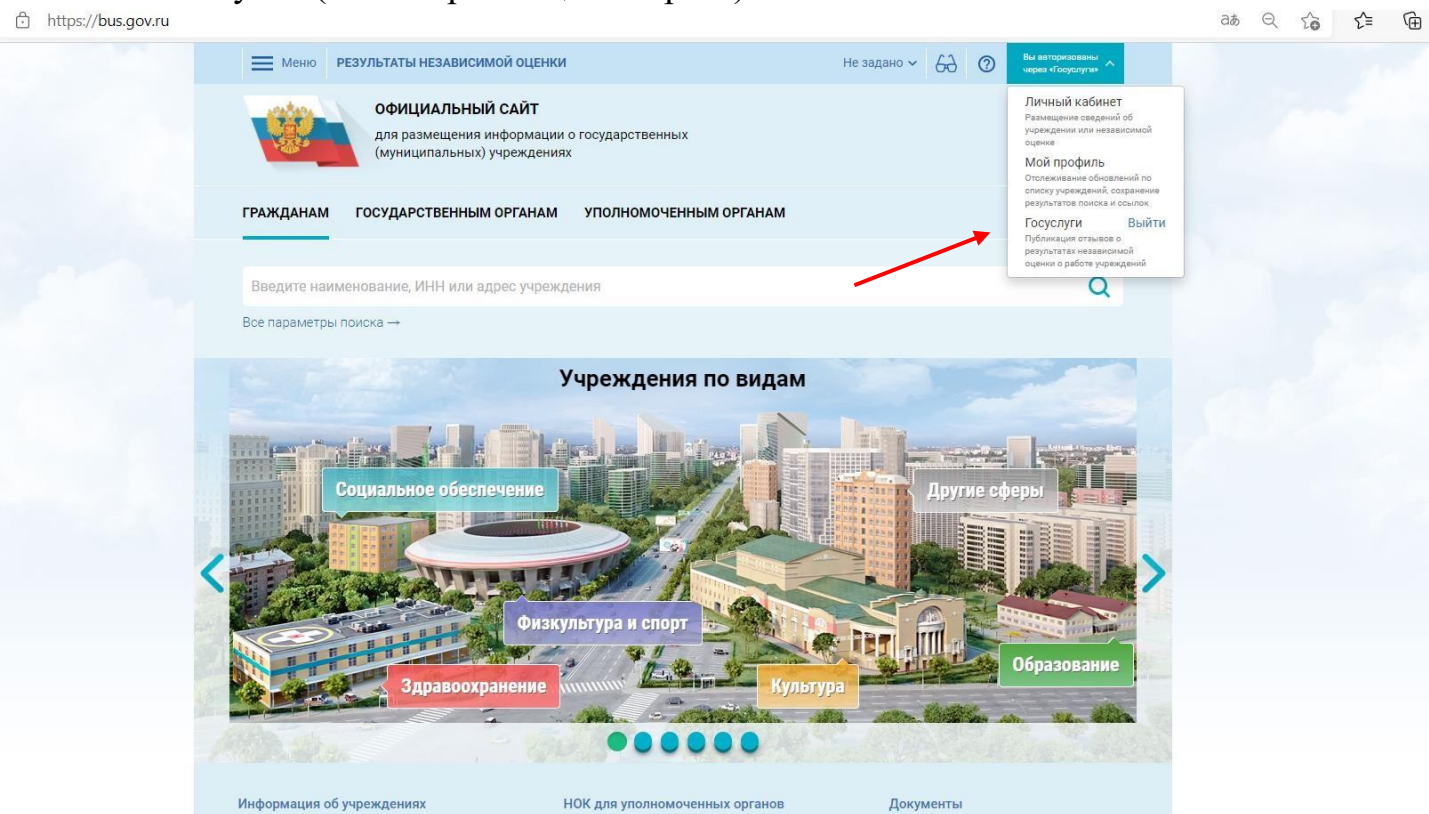 https://bus.gov.ru
Меню
РЕЗУЛЬТАТЫ НЕЗАВИСИМОЙ ОЦЕНКИ
Не задано
Вы авторизованы
через «Госуслуги»
ОФИЦИАЛЬНЫЙ САЙТ
для размещения информации о государственных
(муниципальных) учреждениях
Личный кабинет
Размещение сведений об
учреждении или независимой
оценке
Мой профиль
Отслеживание обновлений по
списку учреждений, сохранение
результатов поиска и ссылок
Госуслуги Выйти
Публикация отзывов о
результатах независимой
оценки о работе учреждений
ГРАЖДАНАМ ГОСУДАРСТВЕННЫМ ОРГАНАМ УПОЛНОМОЧЕННЫМ ОРГАНАМ
Введите наименование, ИНН или адрес учреждения
Все параметры поиска →
Учреждения по видам
Социальное обеспечение
Другие сферы
Физкультура и спорт
Образование
Здравоохранение
Культура
Информация об учреждениях
НОК для уполномоченных органов
Документы